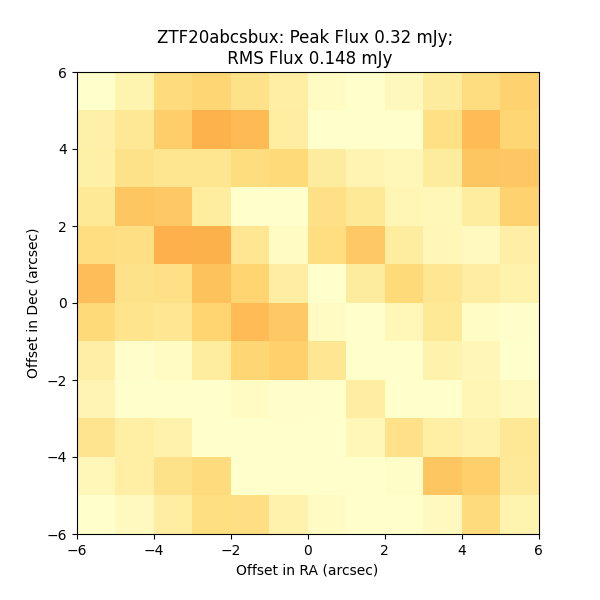 ZTF20abcsbux: Peak Flux 0.32 mJy;
RMS Flux 0.148 mJy
6
4
2
0
−2
−4
−6
Offset in Dec (arcsec)
−6 −4 −2 0 2 4 6
Offset in RA (arcsec)